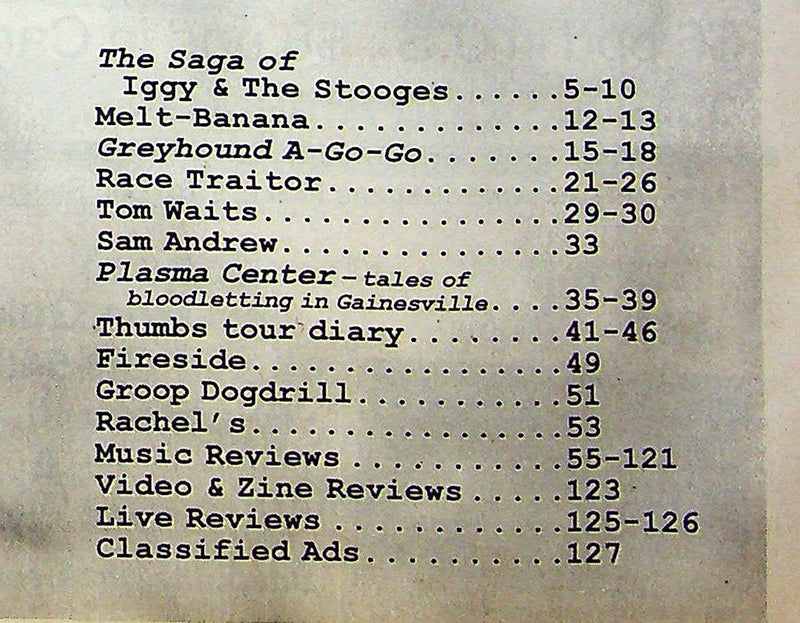 The Saga of
Iggy & The Stooges......5-10
Melt-Banana.............12-13
Greyhound A-Go-Go.......15-18
Race Traitor............21-26
Tom Waits...............29-30
Sam Andrew..............33
Plasma Center - tales of
bloodletting in Gainesville....35-39
Thumbs tour diary........41-46
Fireside.................49
Groop Dogdrill...........51
Rachel's.................53
Music Reviews ...........55-121
Video & Zine Reviews .....123
Live Reviews ............125-126
Classified Ads..........127